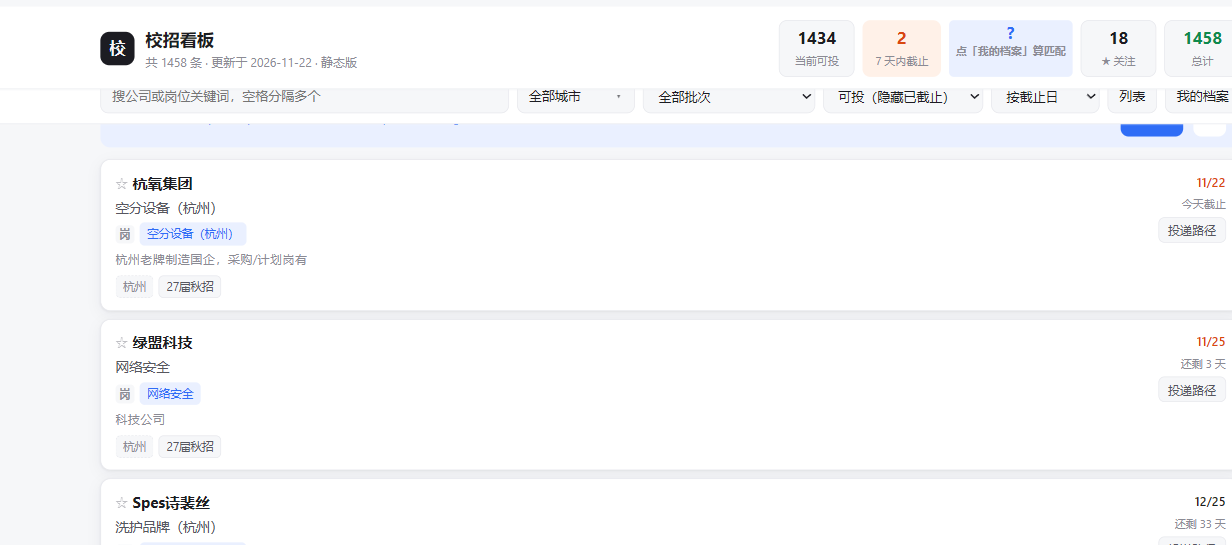 校
校招看板
共 1458 条 · 更新于 2026-11-22 · 静态版
1434
当前可投
2
7 天内截止
?
点「我的档案」算匹配
18
★ 关注
1458
总计
搜公司或岗位关键词，空格分隔多个
全部城市
全部批次
可投（隐藏已截止）
按截止日
列表
我的档案
☆ 杭氧集团
11/22
空分设备（杭州）
今天截止
岗 空分设备（杭州）
投递路径
杭州老牌制造国企，采购/计划岗有
杭州 27届秋招
☆ 绿盟科技
11/25
网络安全
还剩 3 天
岗 网络安全
投递路径
科技公司
杭州 27届秋招
☆ Spes诗裴丝
12/25
洗护品牌（杭州）
还剩 33 天